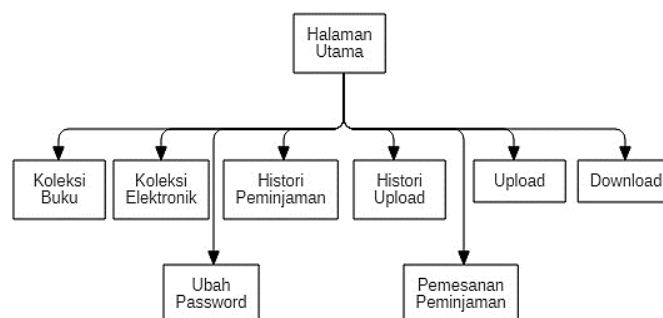 Halaman
Utama
Koleksi
Buku
Koleksi
Elektronik
Histori
Peminjaman
Histori
Upload
Upload
Download
Ubah
Password
Pemesanan
Peminjaman